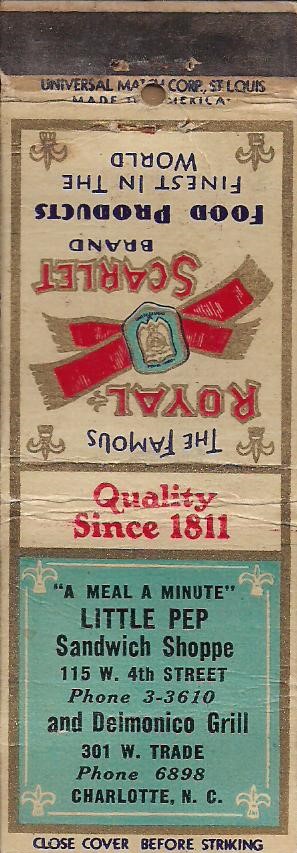 UNIVERSAL MATCH CORP., ST. LOUIS
MADE IN AMERICA
THE FAMOUS
ROYAL
SCARLET
BRAND
FOOD PRODUCTS
FINEST IN THE
WORLD
Quality
Since 1811
"A MEAL A MINUTE"
LITTLE PEP
Sandwich Shoppe
115 W. 4th STREET
Phone 3-3610
and Delmonico Grill
301 W. TRADE
Phone 6898
CHARLOTTE, N. C.
CLOSE COVER BEFORE STRIKING